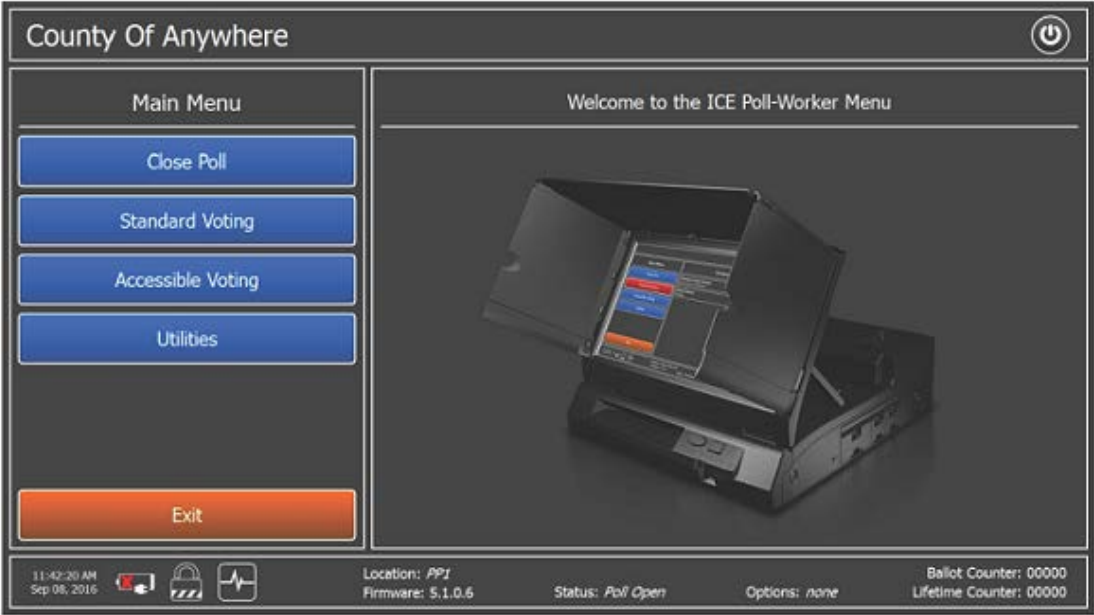 County Of Anywhere
Main Menu
Close Poll
Standard Voting
Accessible Voting
Utilities
Exit
Welcome to the ICE Poll-Worker Menu
11:42:20 AM
Sep 08, 2016
Location: PP1
Firmware: 5.1.0.6
Status: Poll Open
Options: none
Ballot Counter: 00000
Lifetime Counter: 00000